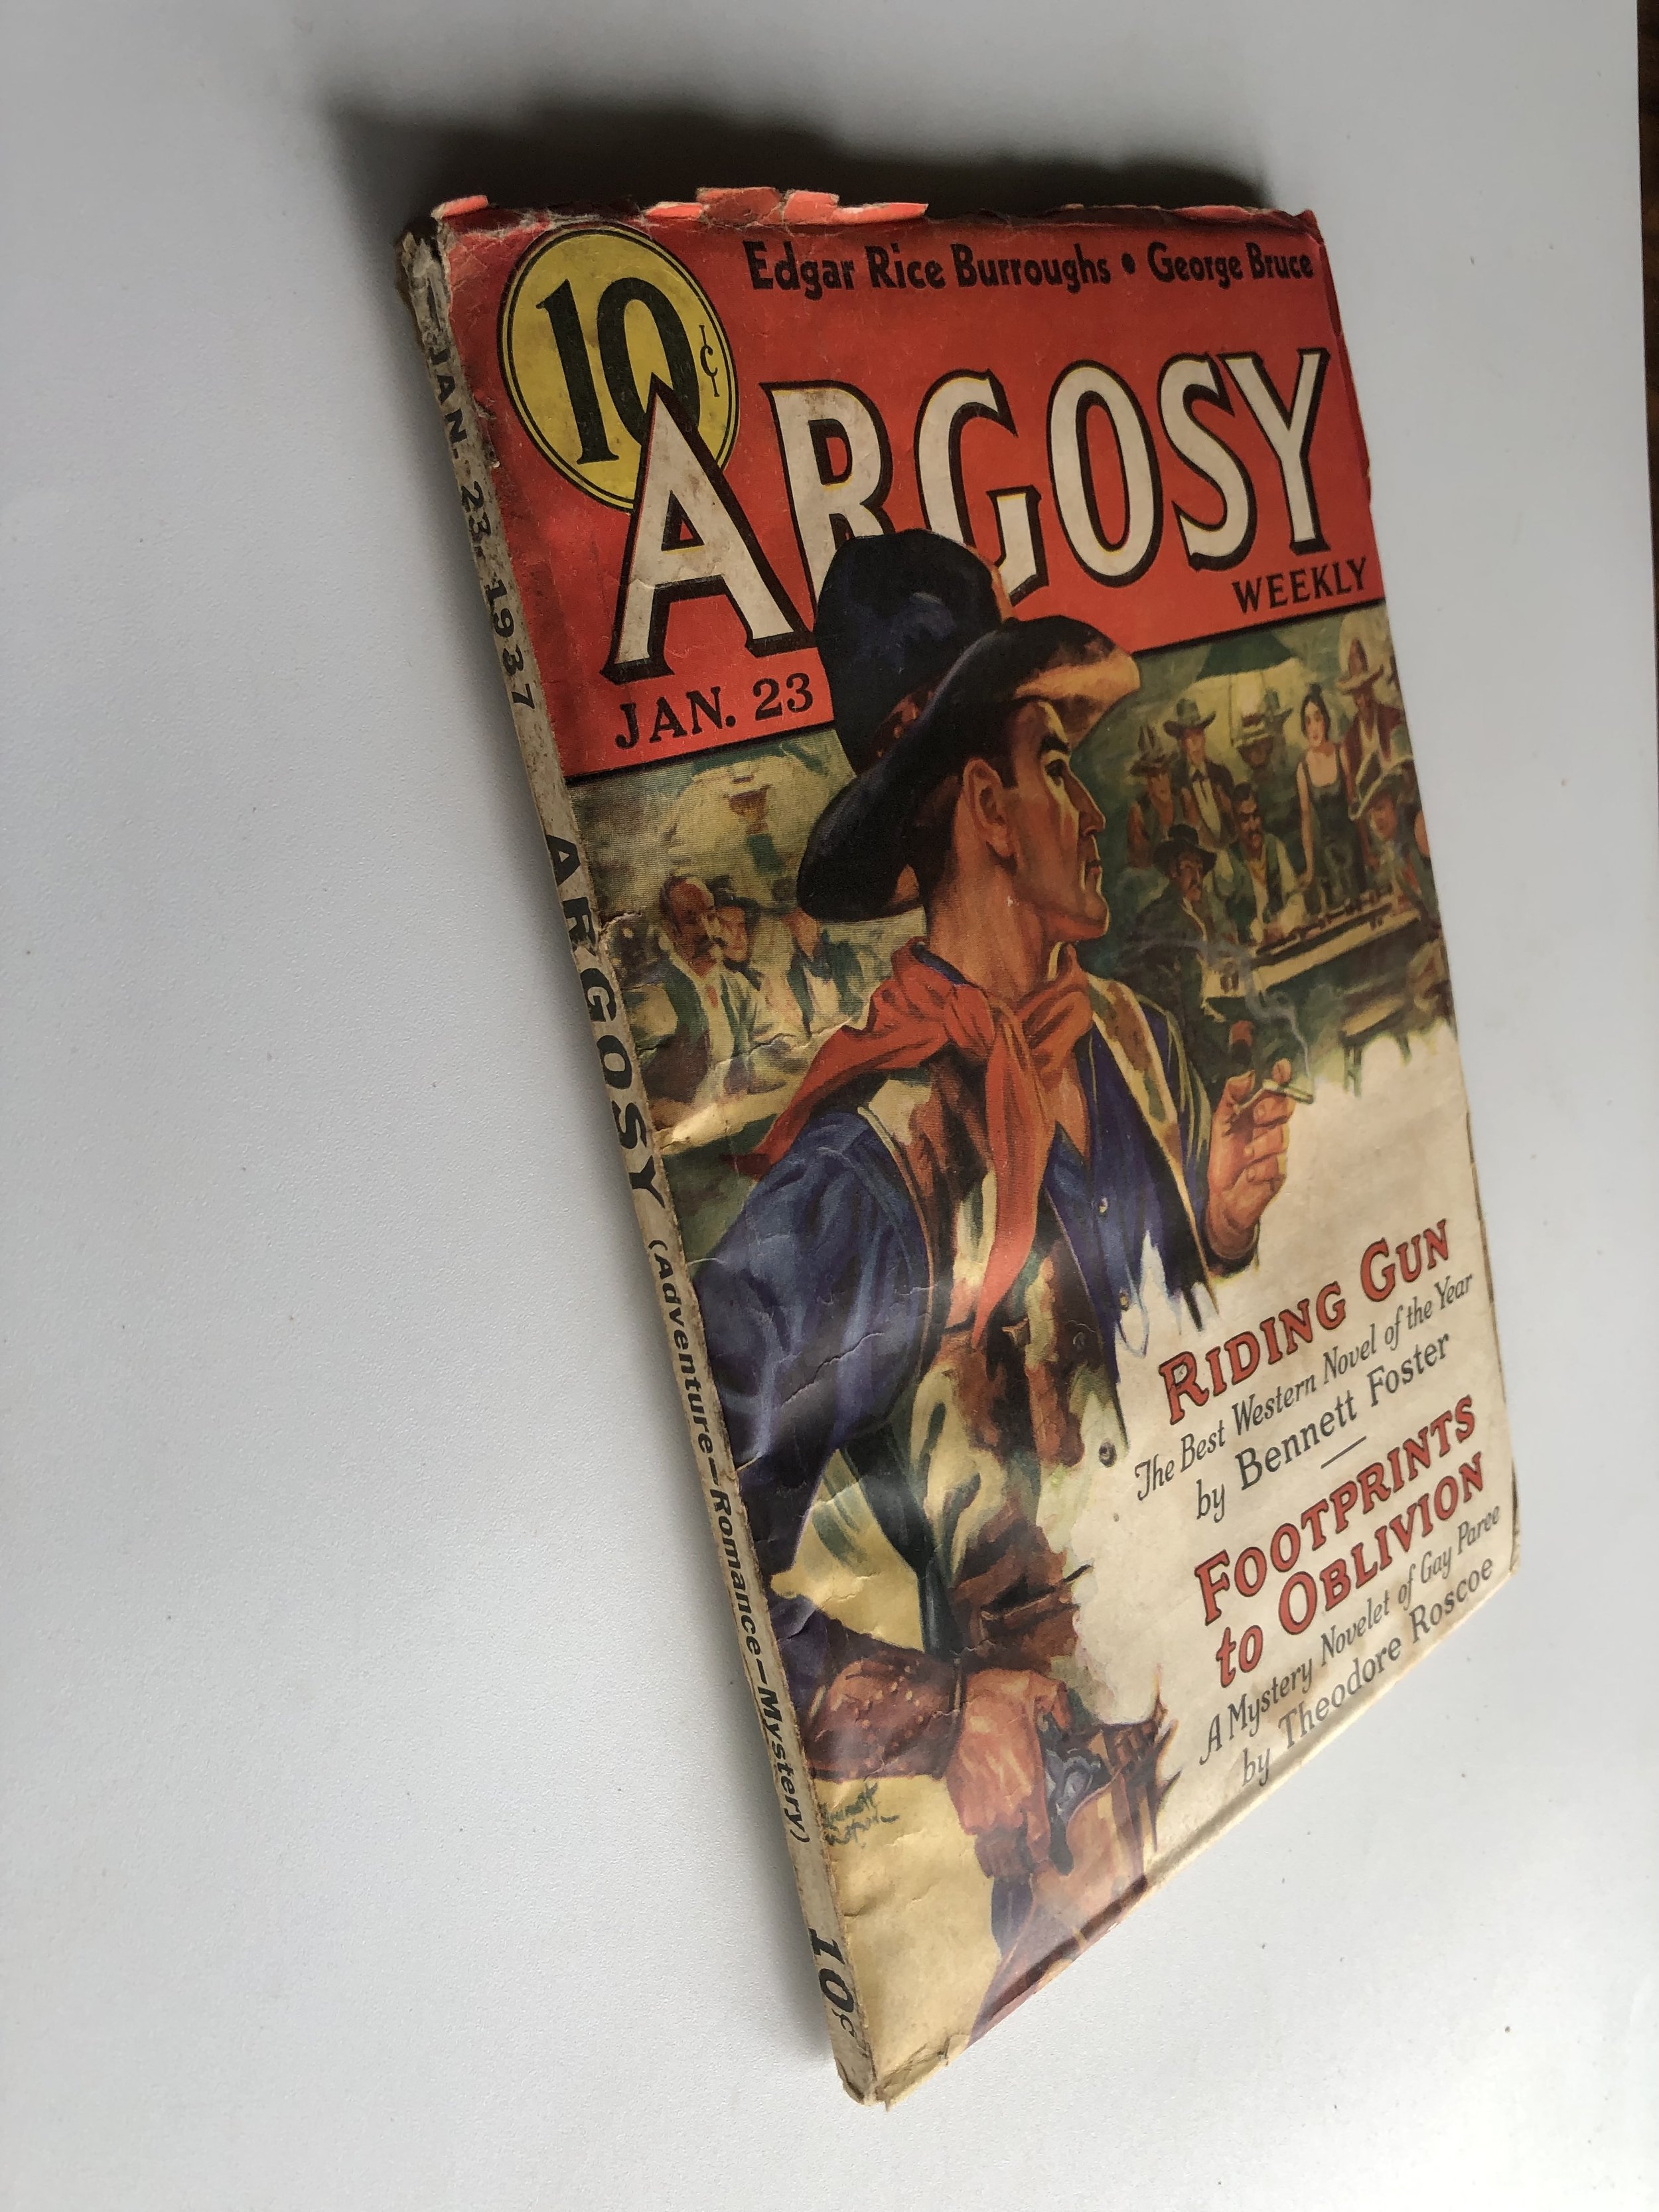 10¢
Edgar Rice Burroughs • George Bruce
ARGOSY
WEEKLY
JAN. 23
RIDING GUN
The Best Western Novel of the Year
by Bennett Foster
FOOTPRINTS
to OBLIVION
A Mystery Novelet of Gay Paree
by Theodore Roscoe
JAN. 23, 1937 ARGOSY (Adventure—Romance—Mystery) 10¢